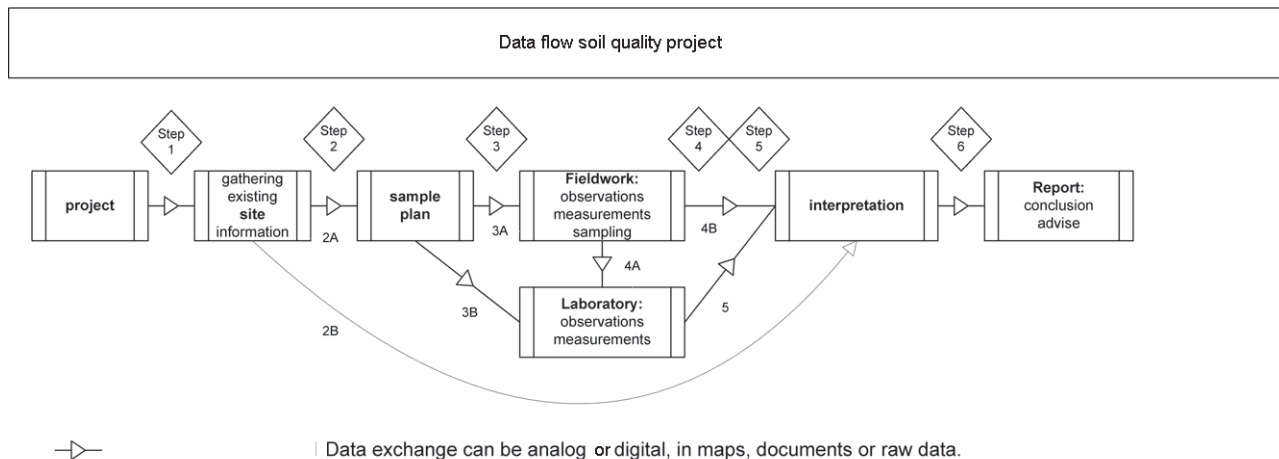 Data flow soil quality project
Step
1
Step
2
Step
3
Step
4
Step
5
Step
6
project
gathering
existing
site
information
2A
sample
plan
3A
Fieldwork:
observations
measurements
sampling
4B
interpretation
Report:
conclusion
advise
4A
3B
Laboratory:
observations
measurements
5
2B
Data exchange can be analog or digital, in maps, documents or raw data.